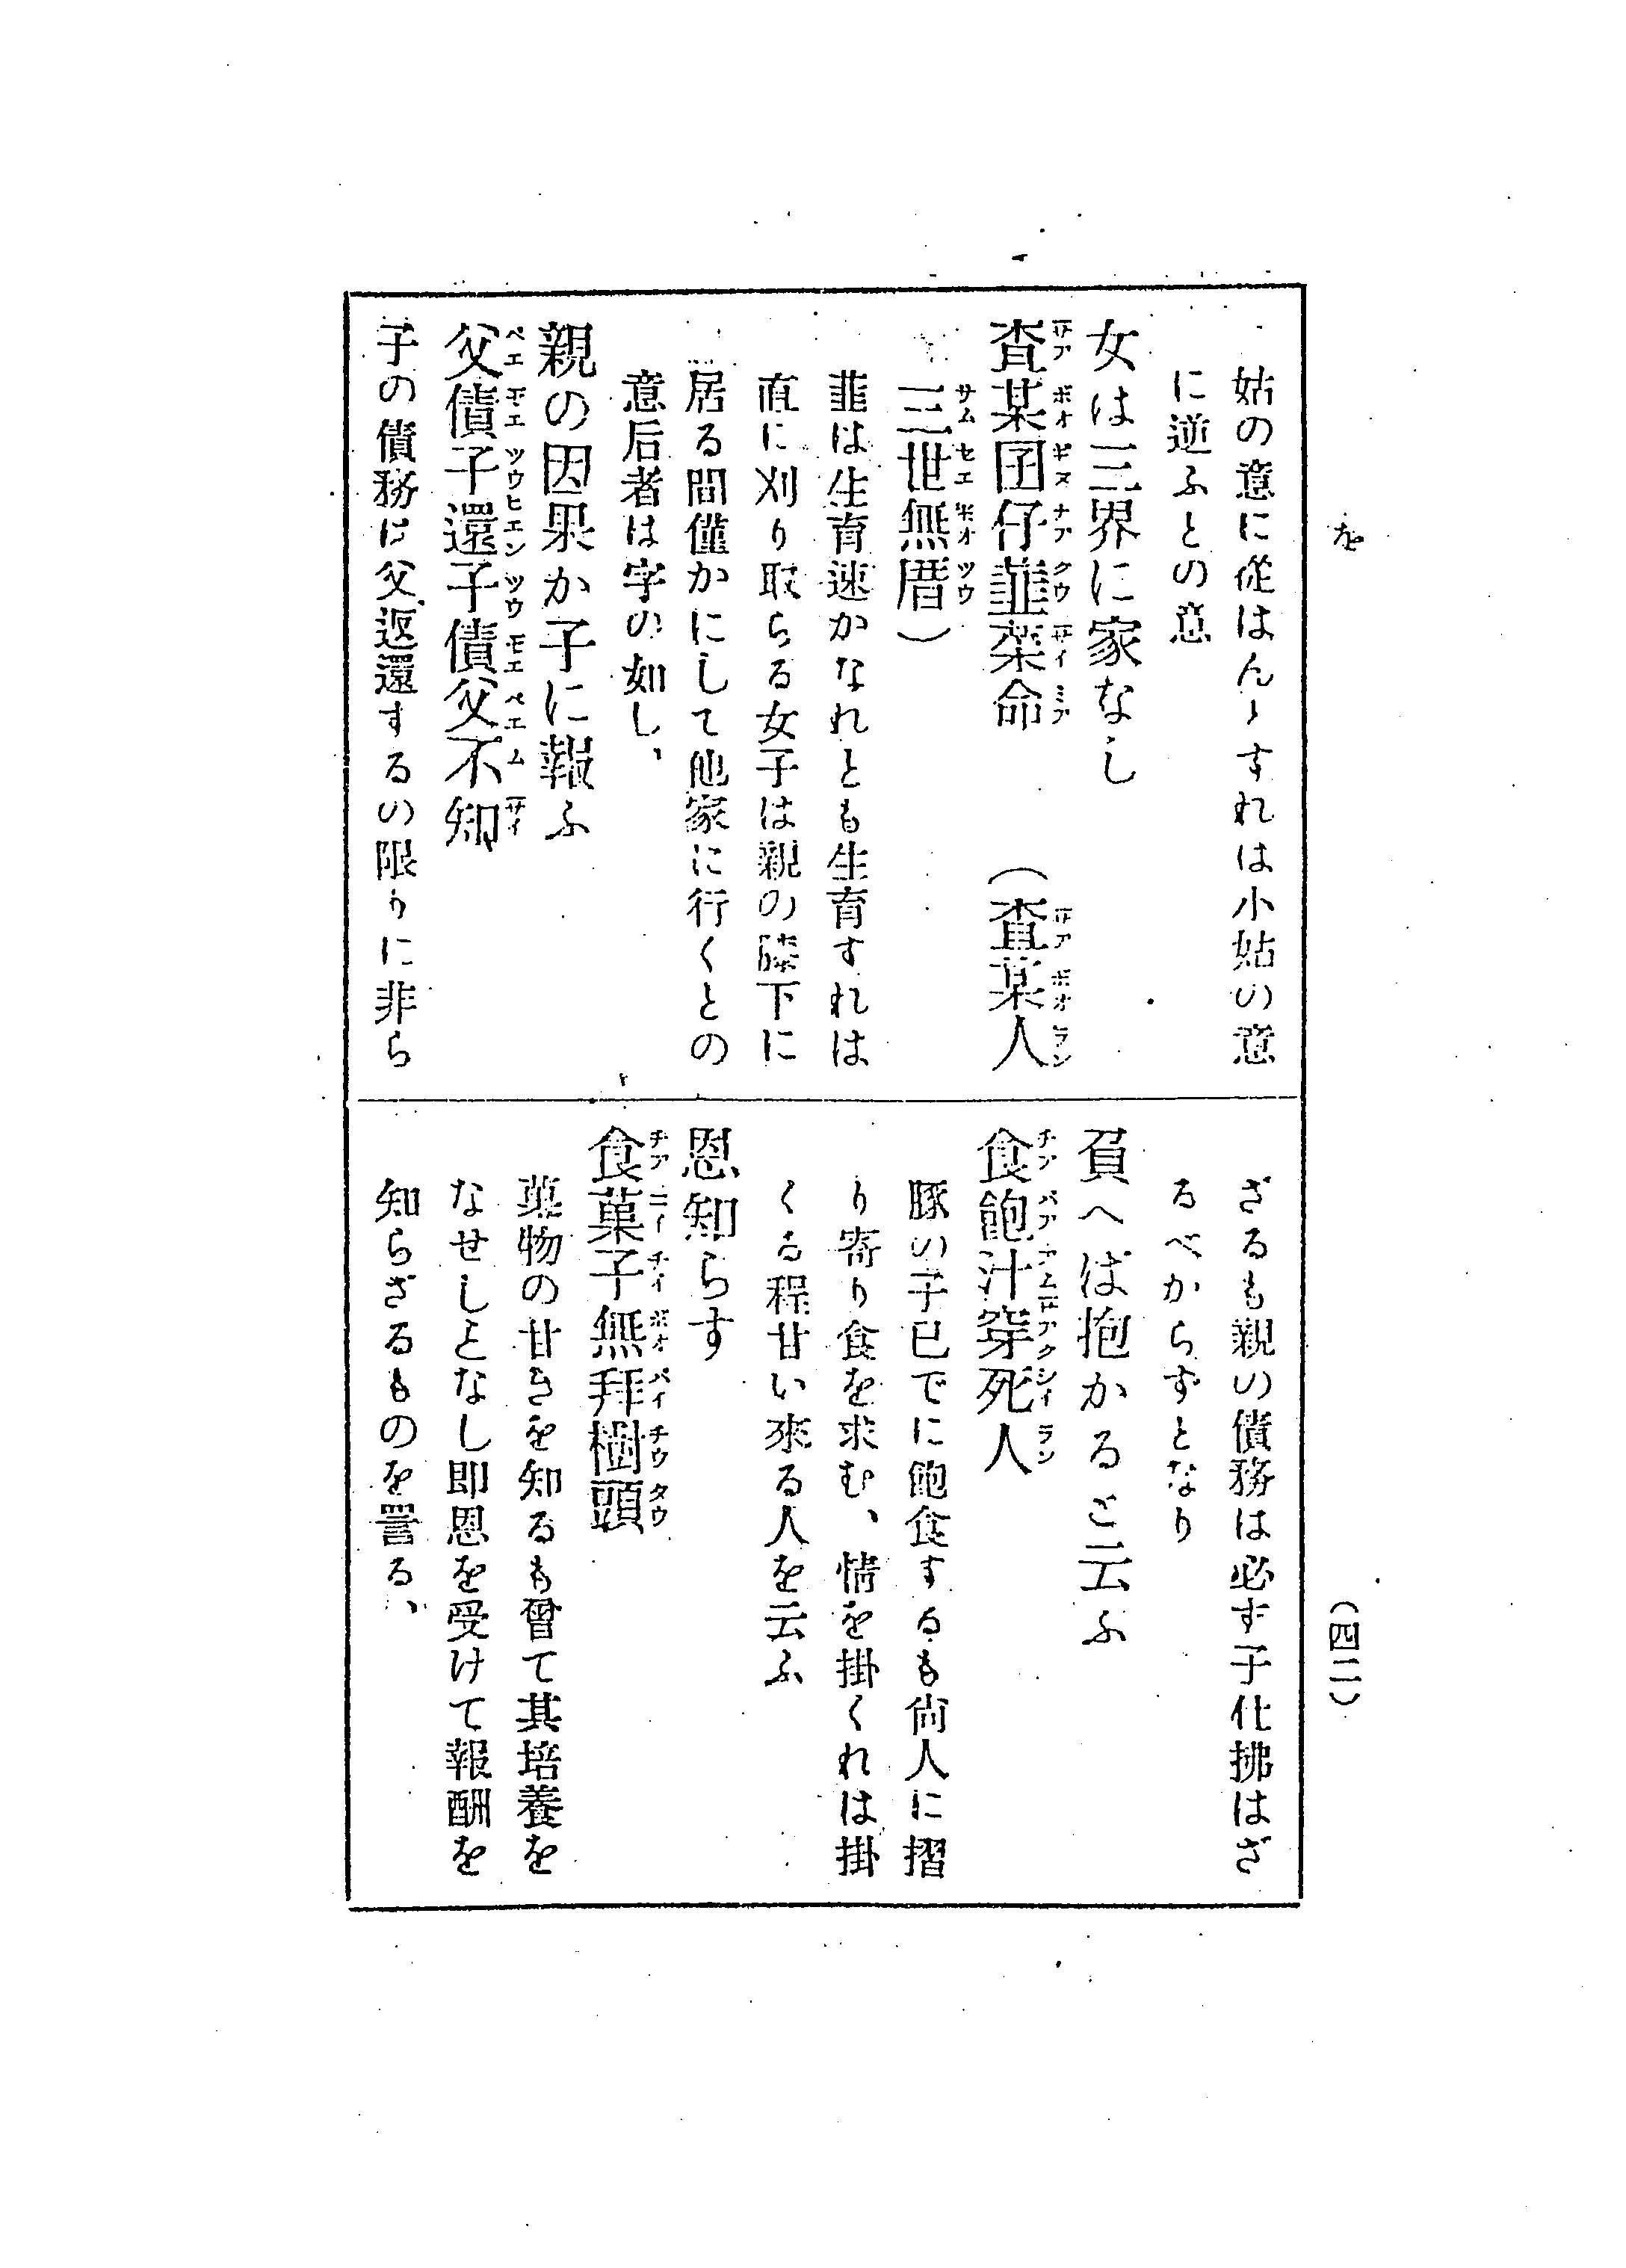 を
姑の意に從はんとすれは小姑の意
に逆ふとの意
女は三界に家なし
査某囝仔韮菜命　（査某人
三世無厝）
韮は生育速かなれとも生育すれは
直に刈り取らる女子は親の膝下に
居る間僅かにして他家に行くとの
意后者は字の如し、
親の因果か子に報ふ
父債子還子債父不知
子の債務は父返還するの限りに非ら
ざるも親の債務は必す子仕拂はざ
るべからずとなり
負へば抱かると云ふ
食飽汁穿死人
豚の子已でに飽食するも尙人に摺
り寄り食を求む、情を掛くれは掛
くる程甘い來る人を云ふ
恩知らす
食菓子無拜樹頭
菓物の甘きを知るも曾て其培養を
なせしとなし即恩を受けて報酬を
知らざるものを詈る、
（四二）